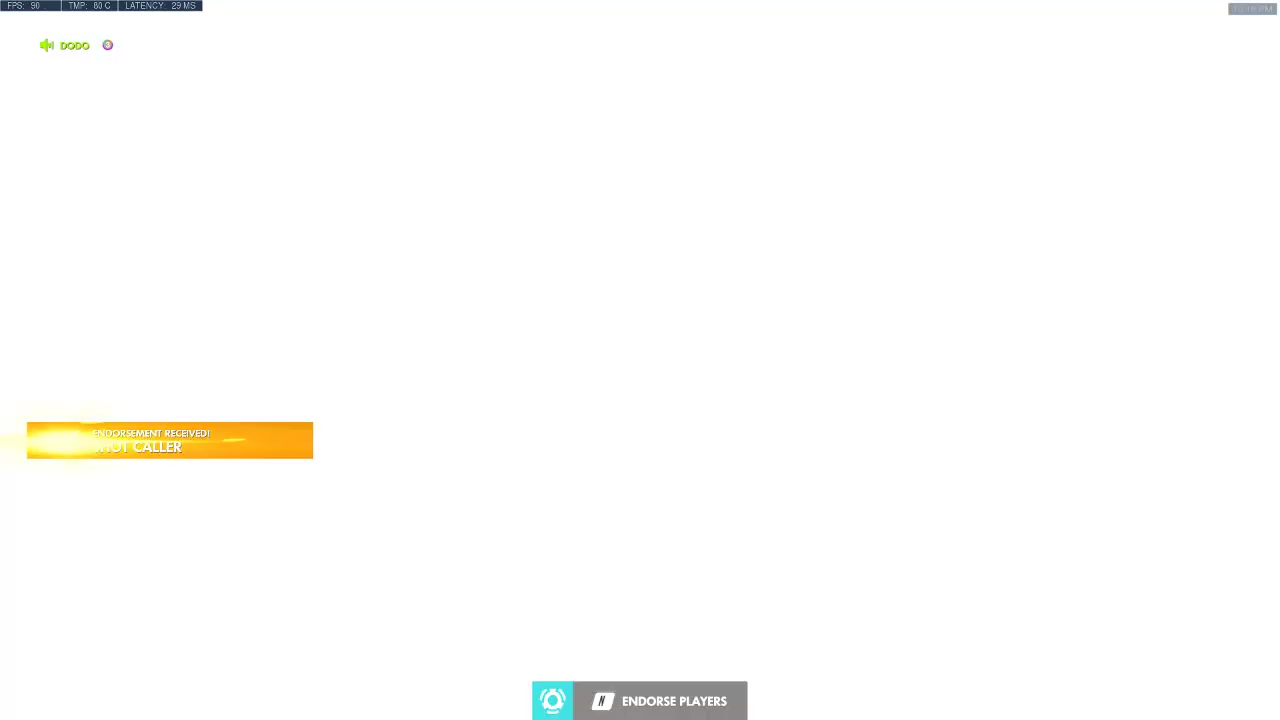 FPS: 90 TMP: 80 C LATENCY: 29 MS
DODO
ENDORSEMENT RECEIVED!
SHOT CALLER
N ENDORSE PLAYERS